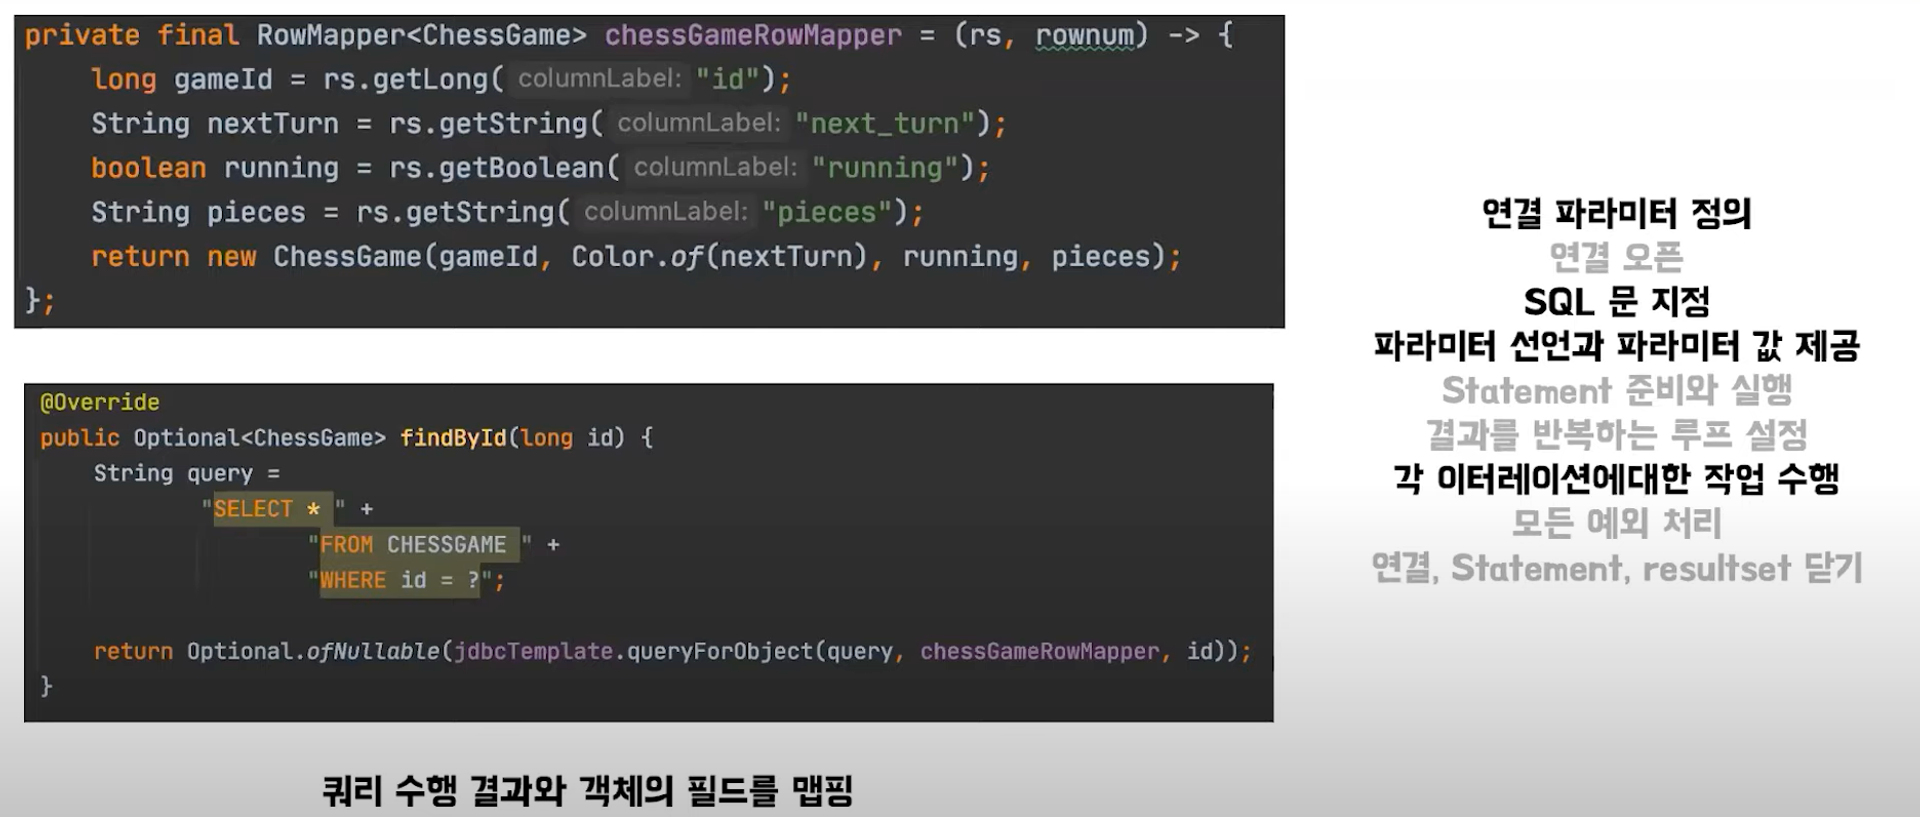 private final RowMapper<ChessGame> chessGameRowMapper = (rs, rownum) -> {
long gameId = rs.getLong( columnLabel: "id");
String nextTurn = rs.getString( columnLabel: "next_turn");
boolean running = rs.getBoolean( columnLabel: "running");
String pieces = rs.getString( columnLabel: "pieces");
return new ChessGame(gameId, Color.of(nextTurn), running, pieces);
};
@Override
public Optional<ChessGame> findById(long id) {
String query =
"SELECT * " +
"FROM CHESSGAME " +
"WHERE id = ?";
return Optional.ofNullable(jdbcTemplate.queryForObject(query, chessGameRowMapper, id));
}
쿼리 수행 결과와 객체의 필드를 맵핑
연결 파라미터 정의
연결 오픈
SQL 문 지정
파라미터 선언과 파라미터 값 제공
Statement 준비와 실행
결과를 반복하는 루프 설정
각 이터레이션에대한 작업 수행
모든 예외 처리
연결, Statement, resultset 닫기